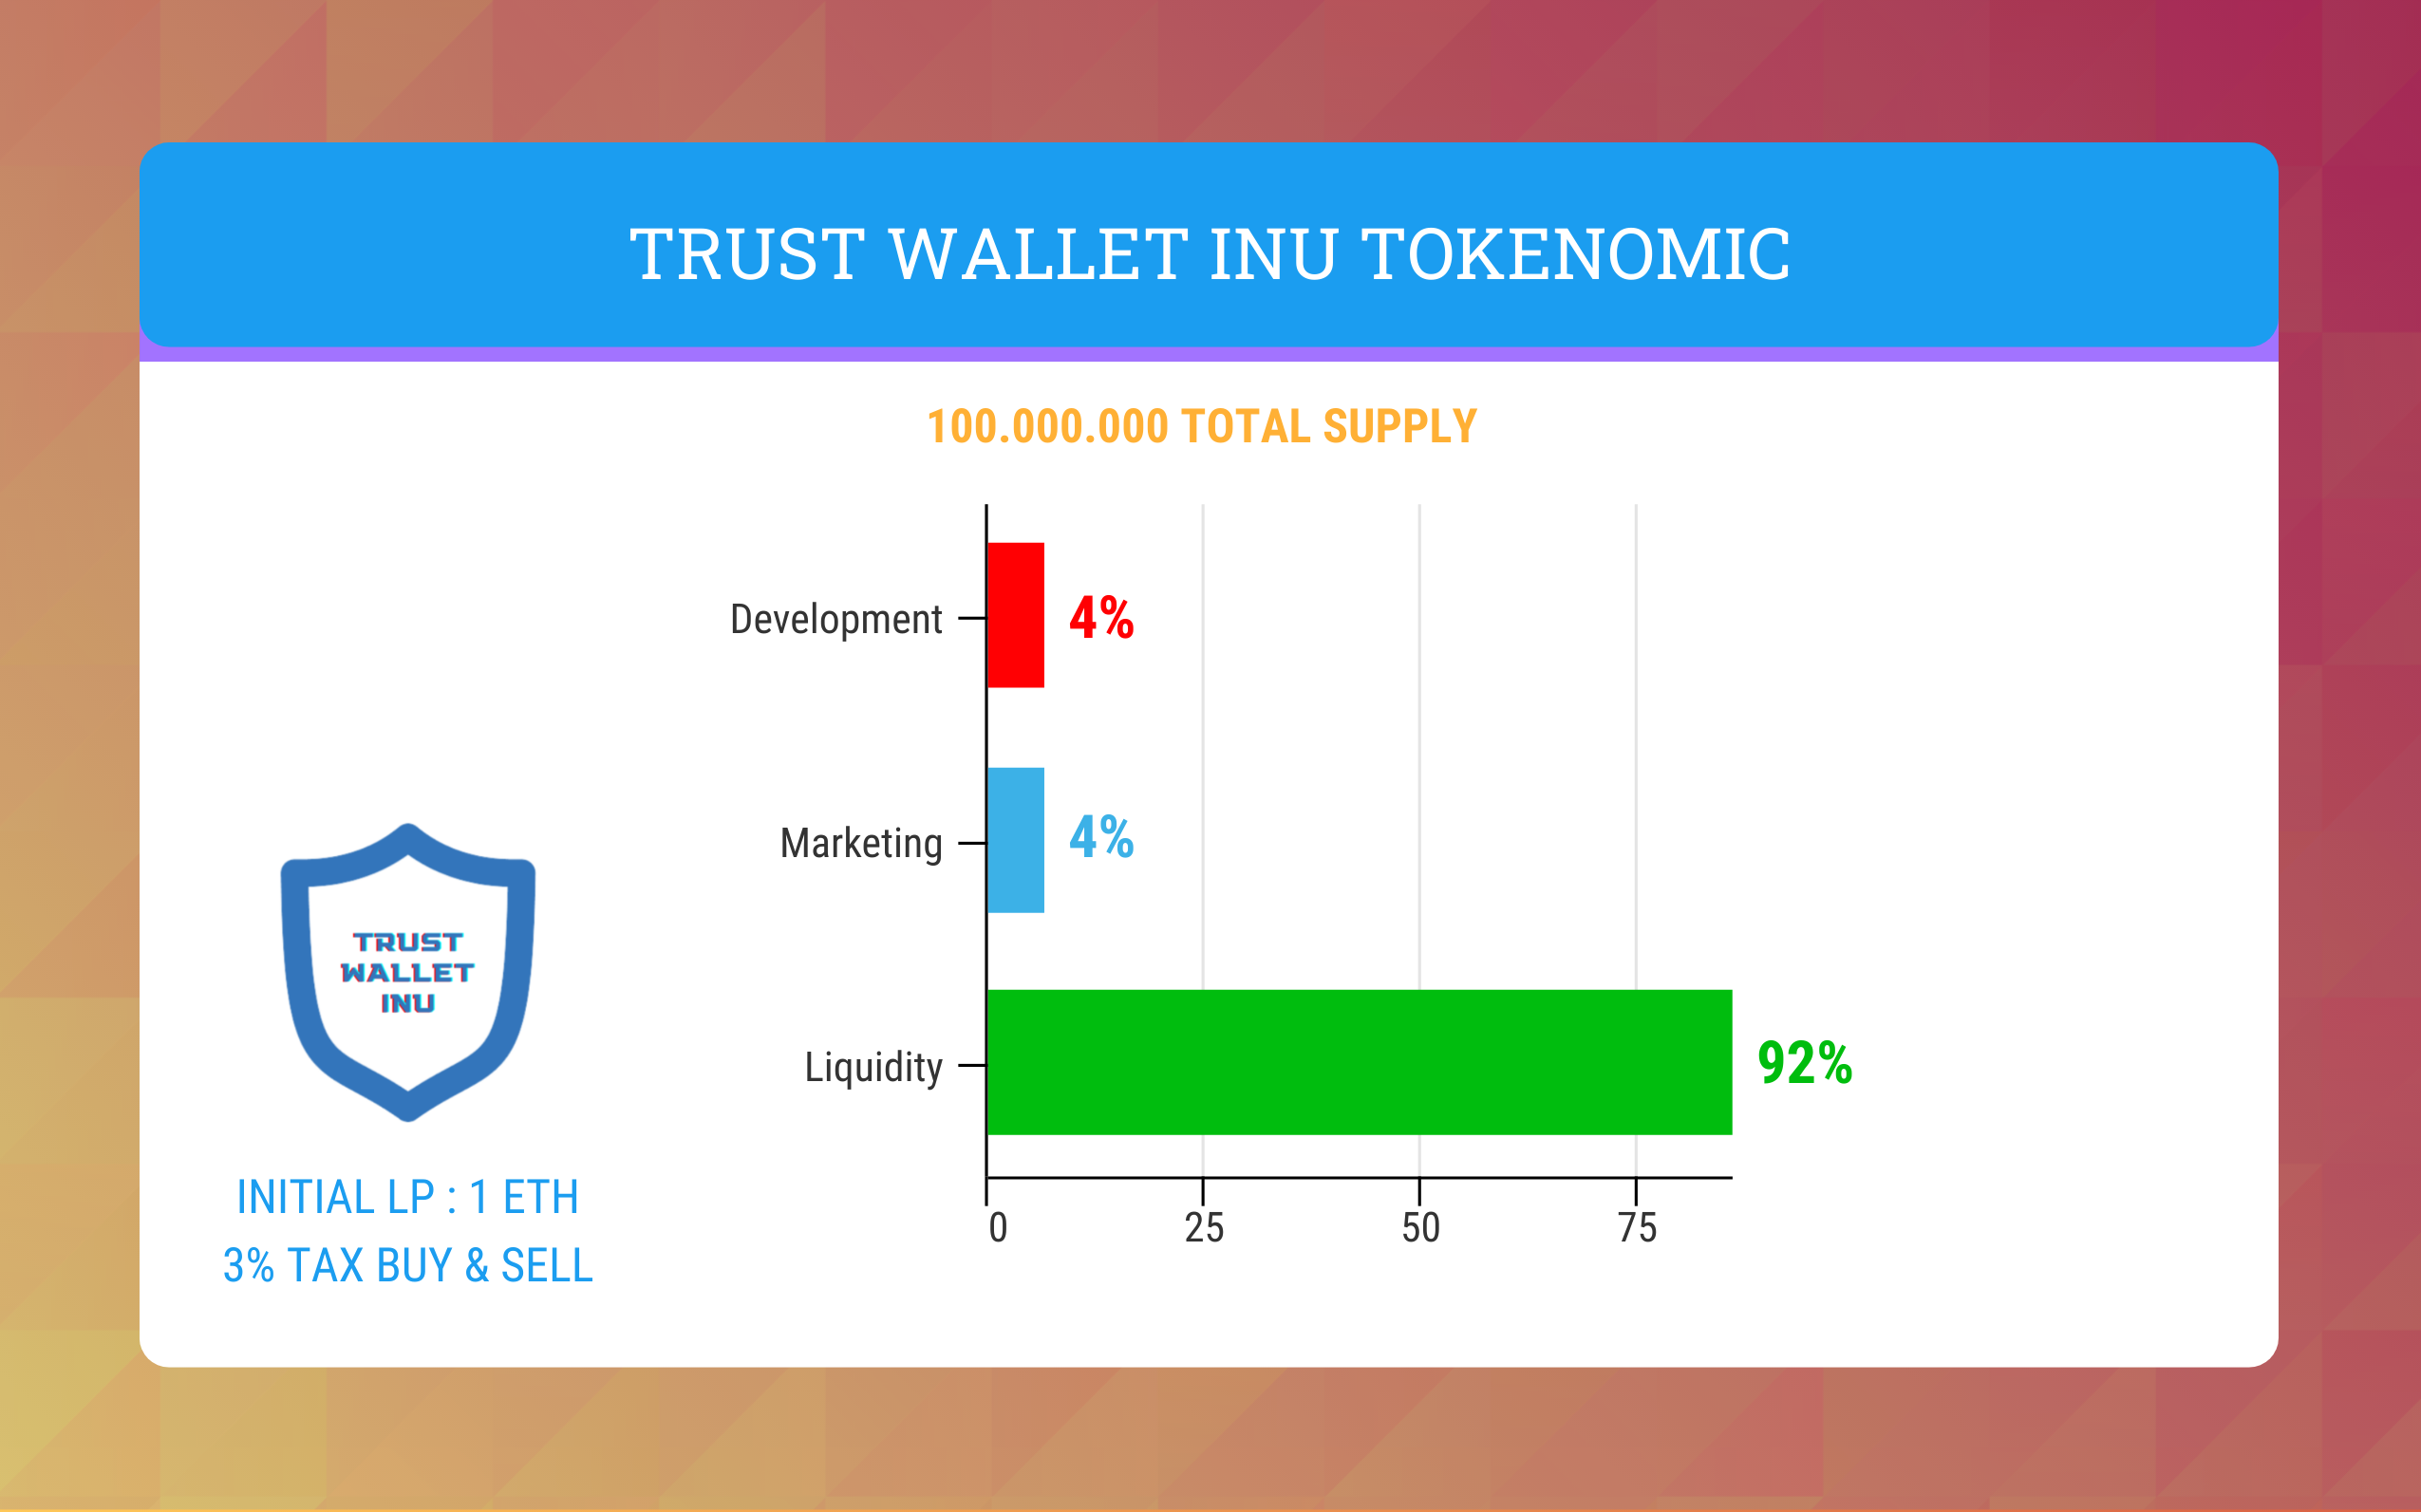 TRUST WALLET INU TOKENOMIC
100.000.000 TOTAL SUPPLY
Development
4%
Marketing
4%
Liquidity
92%
0 25 50 75
TRUST
WALLET
INU
INITIAL LP : 1 ETH
3% TAX BUY & SELL